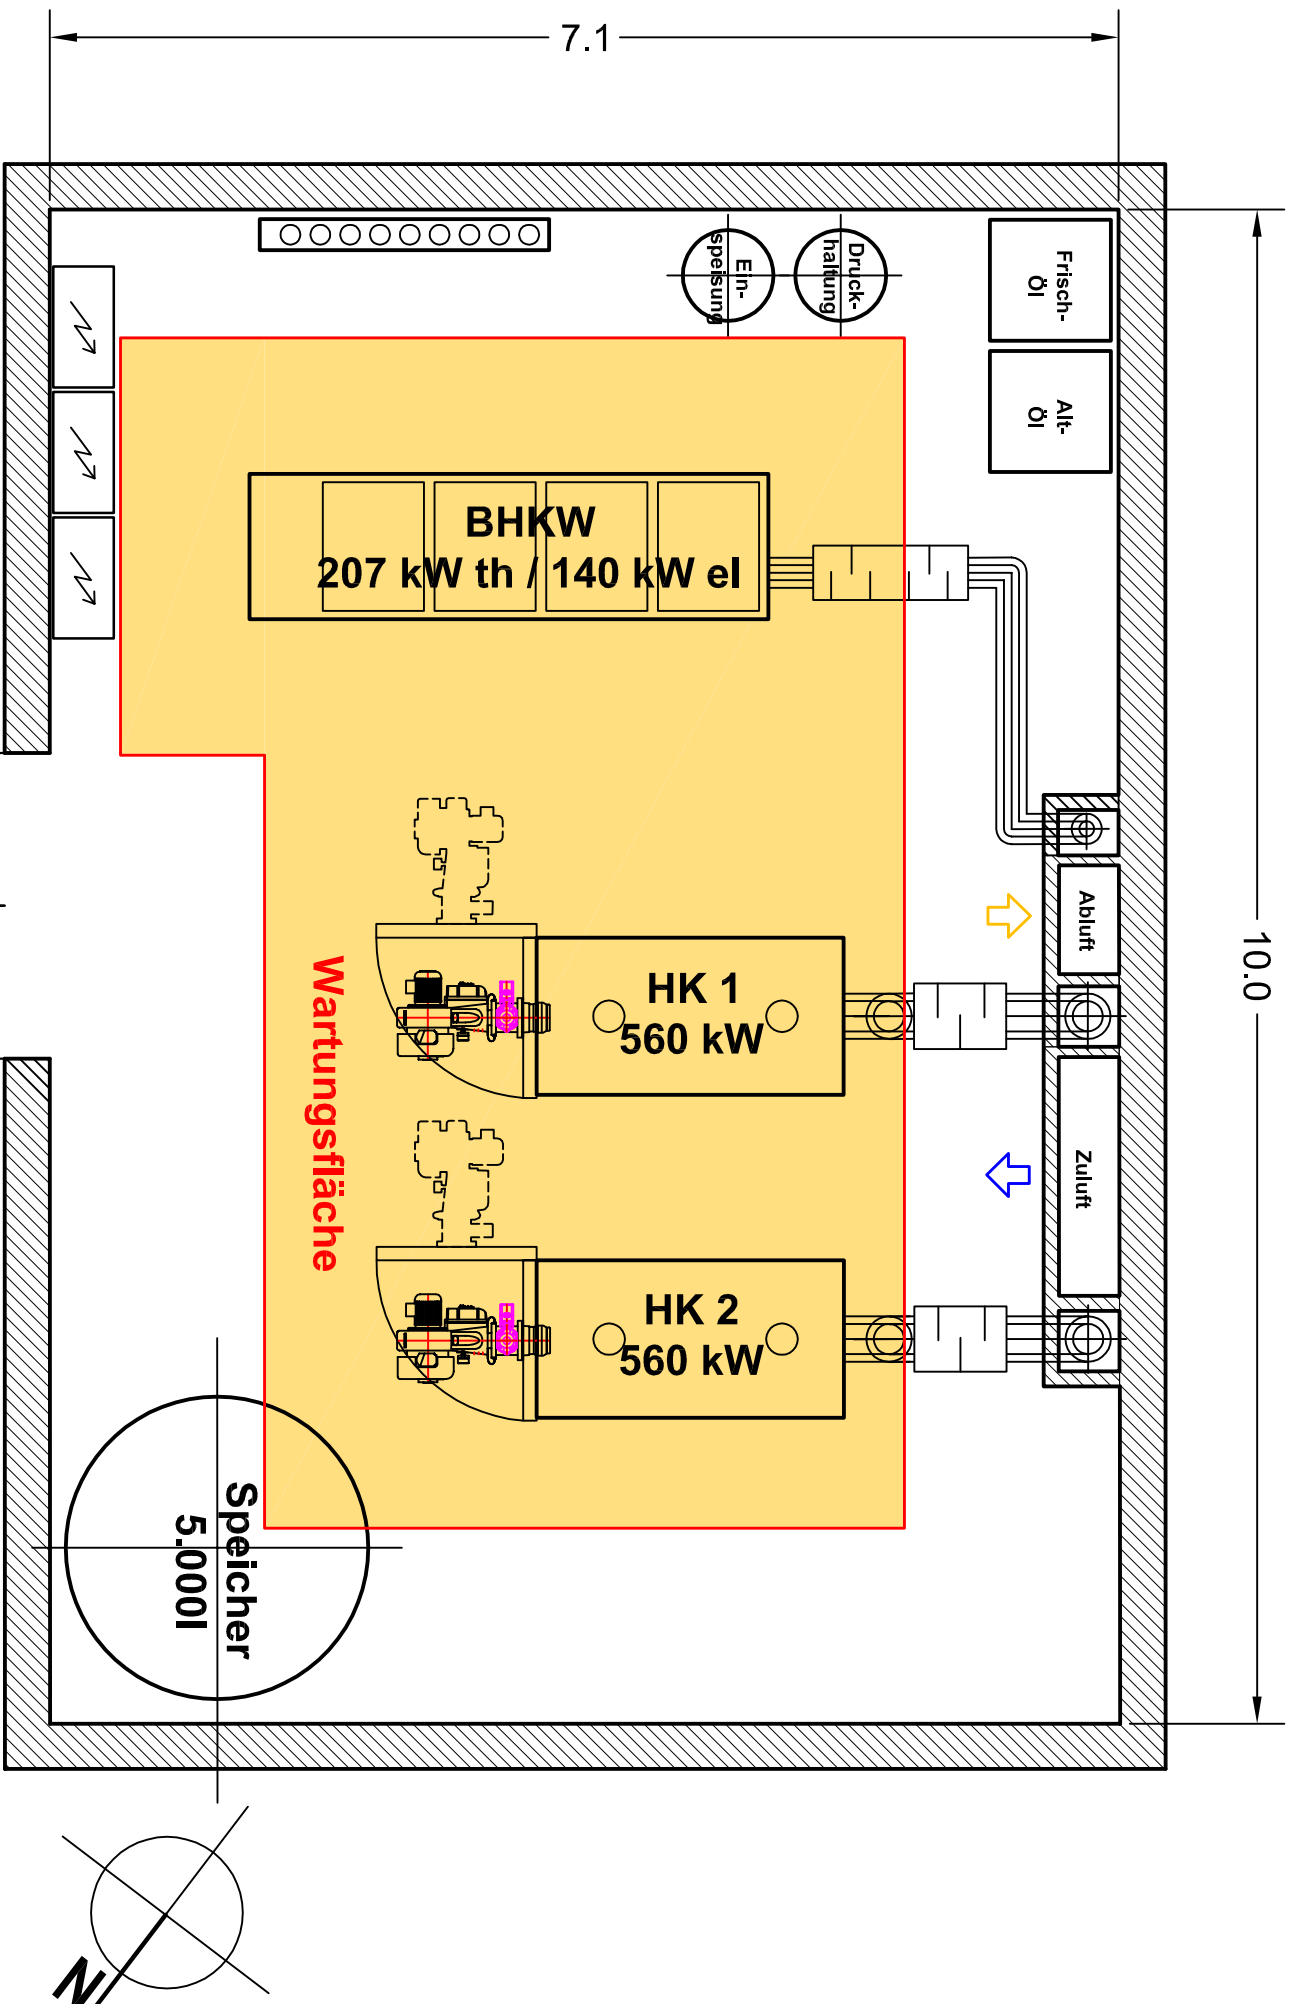 7.1
Ein-
speisung
Druck-
haltung
Frisch-
Öl
Alt-
Öl
BHKW
207 kW th / 140 kW el
Abluft
10.0
HK 1
560 kW
Wartungsfläche
Zuluft
HK 2
560 kW
Speicher
5.000l
N